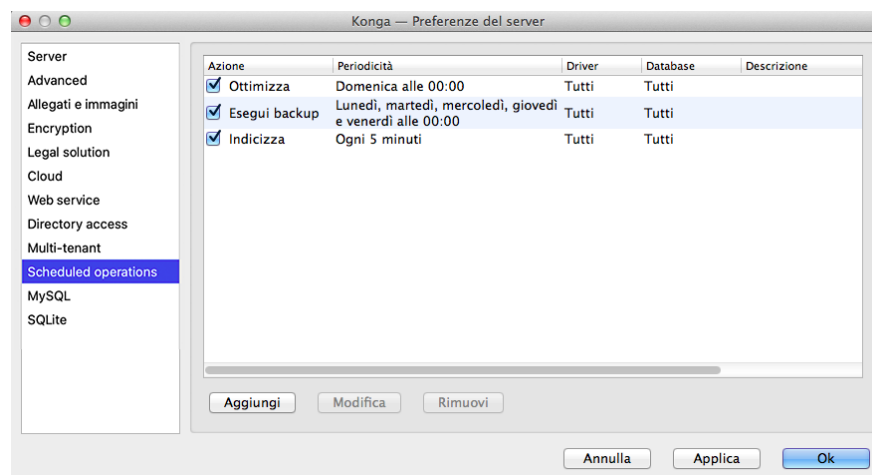 Konga — Preferenze del server
Server
Advanced
Allegati e immagini
Encryption
Legal solution
Cloud
Web service
Directory access
Multi-tenant
Scheduled operations
MySQL
SQLite
Azione Periodicità Driver Database Descrizione
Ottimizza Domenica alle 00:00 Tutti Tutti
Esegui backup Lunedì, martedì, mercoledì, giovedì Tutti Tutti
e venerdì alle 00:00
Indicizza Ogni 5 minuti Tutti Tutti
Aggiungi Modifica Rimuovi
Annulla Applica Ok